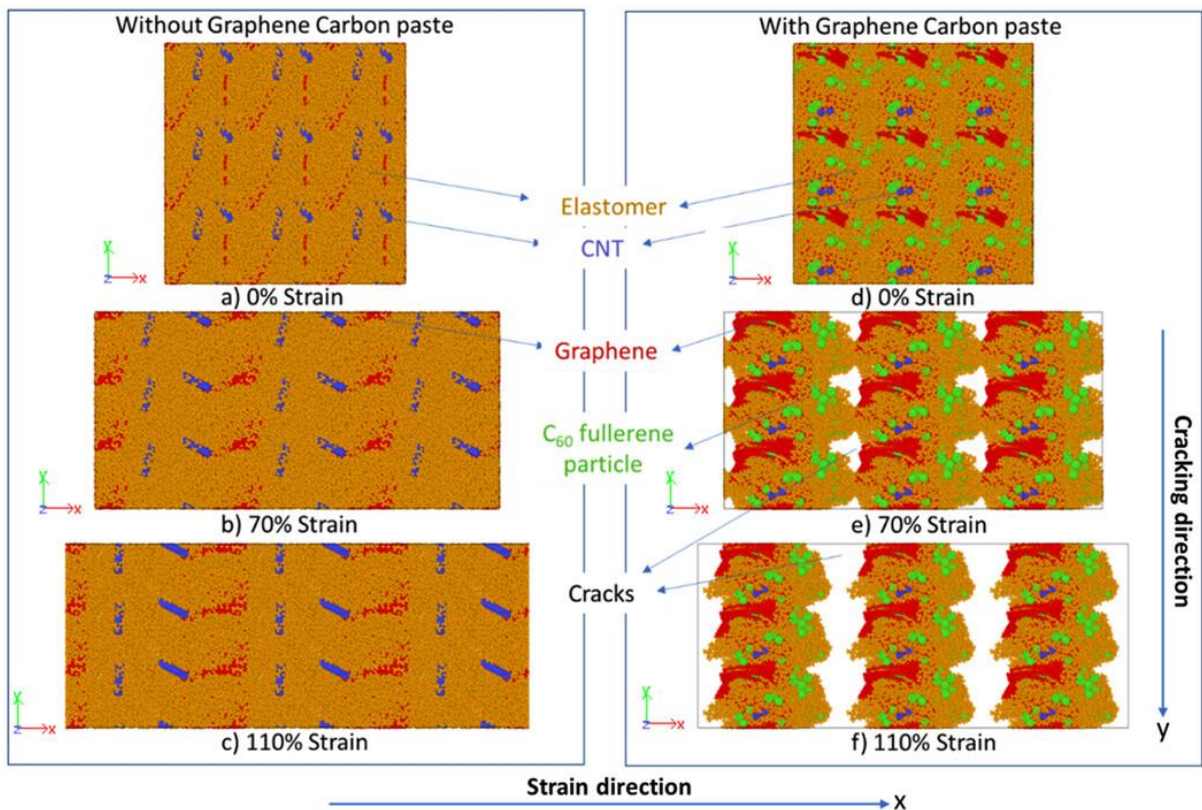 Without Graphene Carbon paste
With Graphene Carbon paste
y
z
x
a) 0% Strain
y
z
x
d) 0% Strain
Elastomer
CNT
Graphene
C₆₀ fullerene
particle
Cracks
y
z
x
b) 70% Strain
y
z
x
e) 70% Strain
y
z
x
c) 110% Strain
y
z
x
f) 110% Strain
Cracking direction
y
Strain direction
x